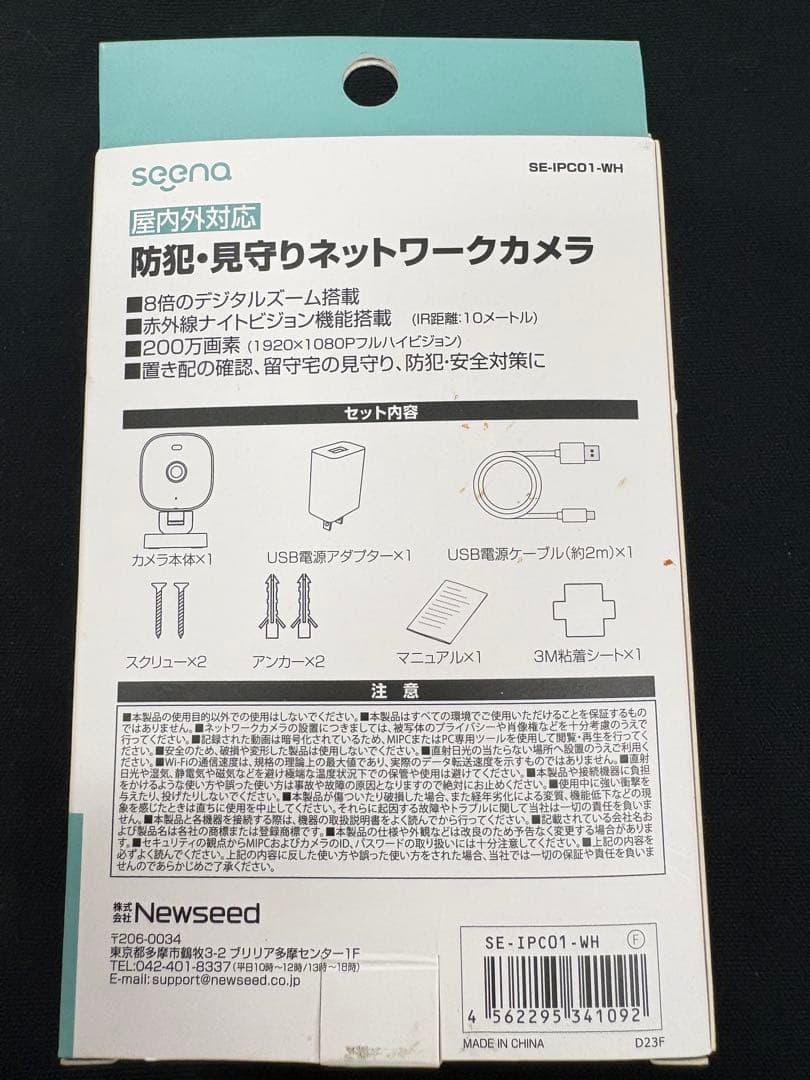 seena
SE-IPC01-WH
屋内外対応
防犯・見守りネットワークカメラ
■8倍のデジタルズーム搭載
■赤外線ナイトビジョン機能搭載 (IR距離:10メートル)
■200万画素 (1920×1080Pフルハイビジョン)
■置き配の確認、留守宅の見守り、防犯・安全対策に
セット内容
カメラ本体×1 USB電源アダプター×1 USB電源ケーブル(約2m)×1
スクリュー×2 アンカー×2 マニュアル×1 3M粘着シート×1
注 意
■本製品の使用目的以外での使用はしないでください。■本製品はすべての環境でご使用いただけることを保証するもの
ではありません。■ネットワークカメラの設置につきましては、被写体のプライバシーや肖像権などを十分考慮のうえで
行ってください。■記録された動画は暗号化されているため、MIPCまたはPC専用ツールを使用して閲覧・再生を行ってく
ださい。■安全のため、破損や変形した製品は使用しないでください。■直射日光の当たらない場所へ設置のうえご利用く
ださい。■Wi-Fiの通信速度は、規格の理論上の最大値であり、実際のデータ転送速度を示すものではありません。■直射
日光や湿気、静電気や磁気などを避け極端な温度状況下での保管や使用は避けてください。■本製品や接続機器に負担
をかけるような使い方や誤った使い方は事故や故障の原因となりますので絶対にお止めください。■使用中に強い衝撃を
与えたり、投げたりしないでください。■本製品が傷ついたり破損した場合、また経年劣化による変質、機能低下などの現
象を感じたときは直ちに使用を中止してください。それらに起因する故障やトラブルに関して当社は一切の責任を負いま
せん。■本製品と各機器を接続する際は、機器の取扱説明書をよく読んでから行ってください。■記載されている会社名お
よび製品名は各社の商標または登録商標です。■本製品の仕様や外観などは改良のため予告なく変更する場合がありま
す。■セキュリティの観点からMIPCおよびカメラのID、パスワードの取り扱いには十分注意してください。■上記の内容を
必ずよく読んでください。上記の内容に反した使い方や誤った使い方をされた場合、当社では一切の保証や責任を負いま
せんのであらかじめご了承ください。
株式会社 Newseed
〒206-0034
東京都多摩市鶴牧3-2 ブリリア多摩センター1F
TEL:042-401-8337(平日10時〜12時/13時〜18時)
E-mail:support@newseed.co.jp
SE-IPC01-WH F
4 562295 341092
MADE IN CHINA D23F